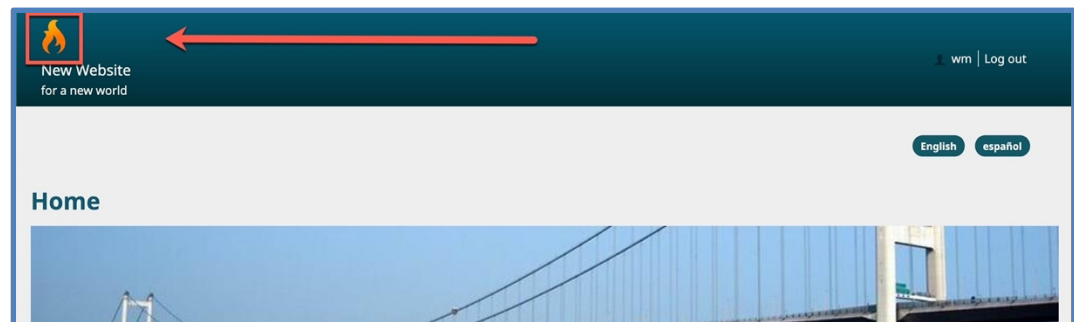 New Website
for a new world
wm | Log out
English español
Home